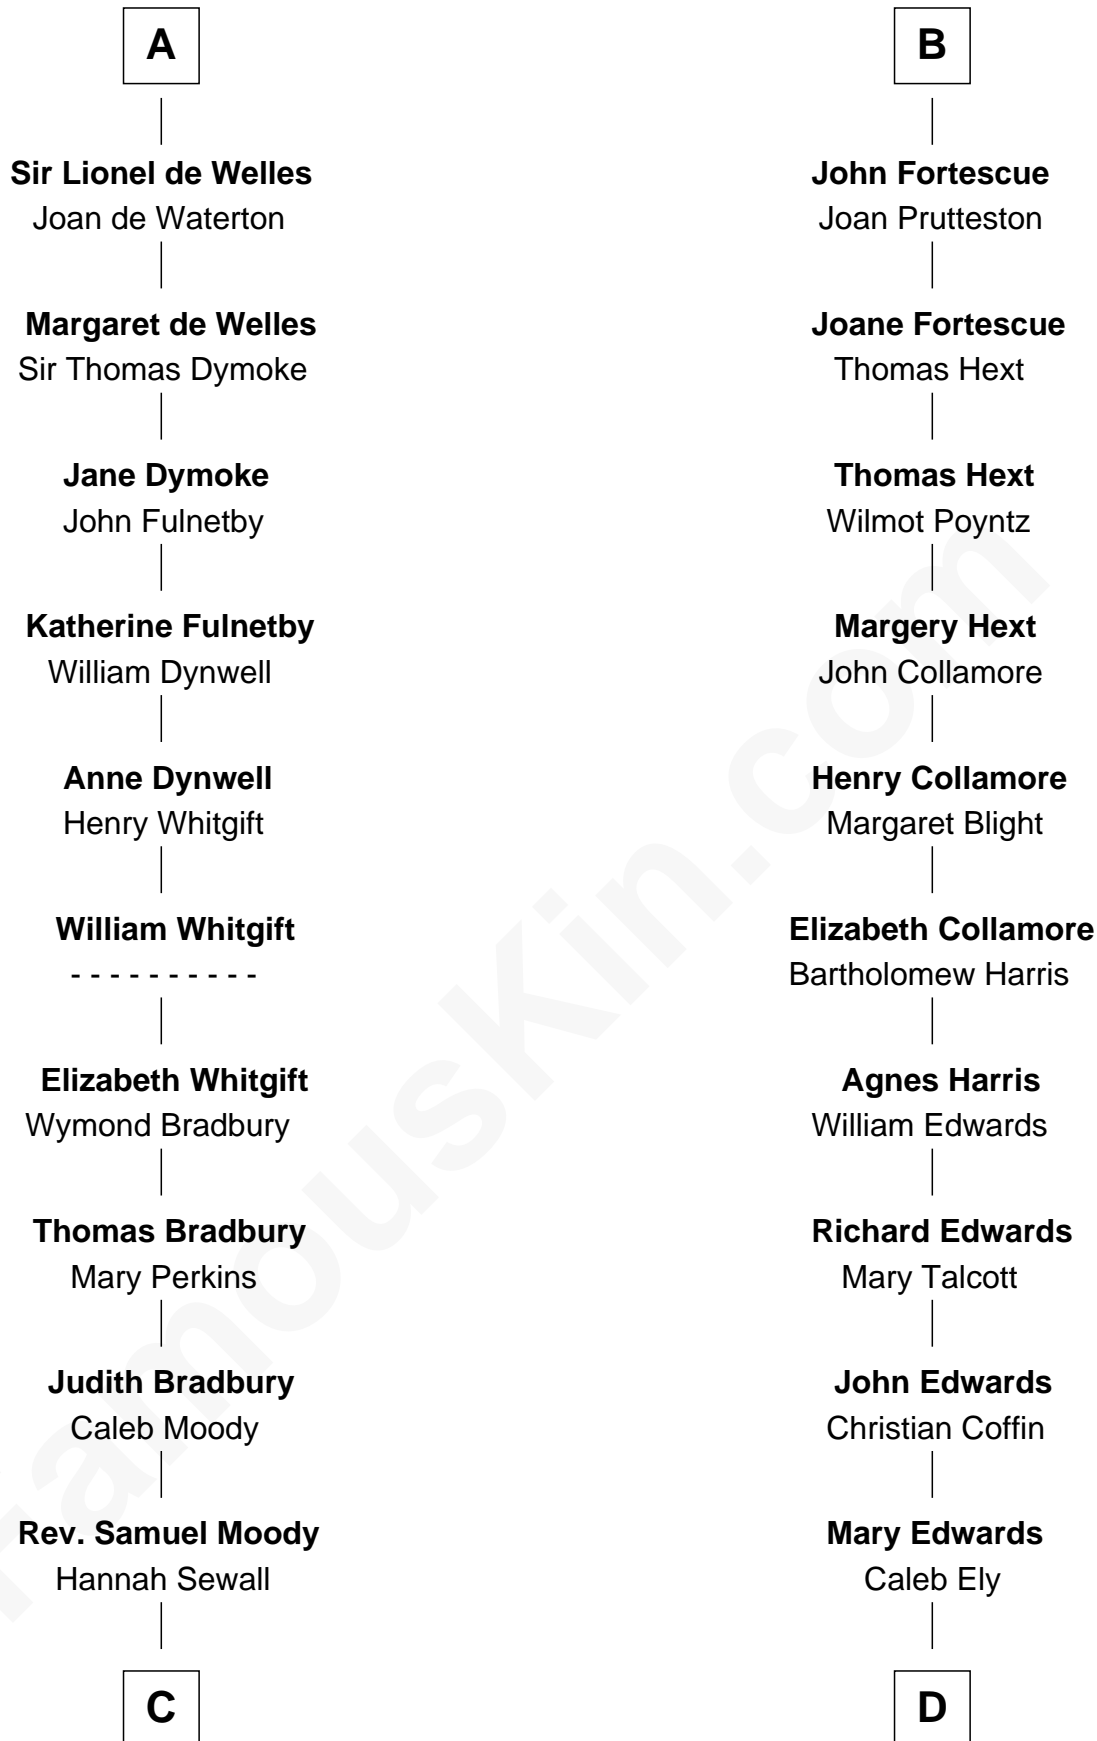 A
Sir Lionel de Welles
Joan de Waterton
Margaret de Welles
Sir Thomas Dymoke
Jane Dymoke
John Fulnetby
Katherine Fulnetby
William Dynwell
Anne Dynwell
Henry Whitgift
William Whitgift
- - - - - - - - - -
Elizabeth Whitgift
Wymond Bradbury
Thomas Bradbury
Mary Perkins
Judith Bradbury
Caleb Moody
Rev. Samuel Moody
Hannah Sewall
C
B
John Fortescue
Joan Prutteston
Joane Fortescue
Thomas Hext
Thomas Hext
Wilmot Poyntz
Margery Hext
John Collamore
Henry Collamore
Margaret Blight
Elizabeth Collamore
Bartholomew Harris
Agnes Harris
William Edwards
Richard Edwards
Mary Talcott
John Edwards
Christian Coffin
Mary Edwards
Caleb Ely
D
FamousKin.com